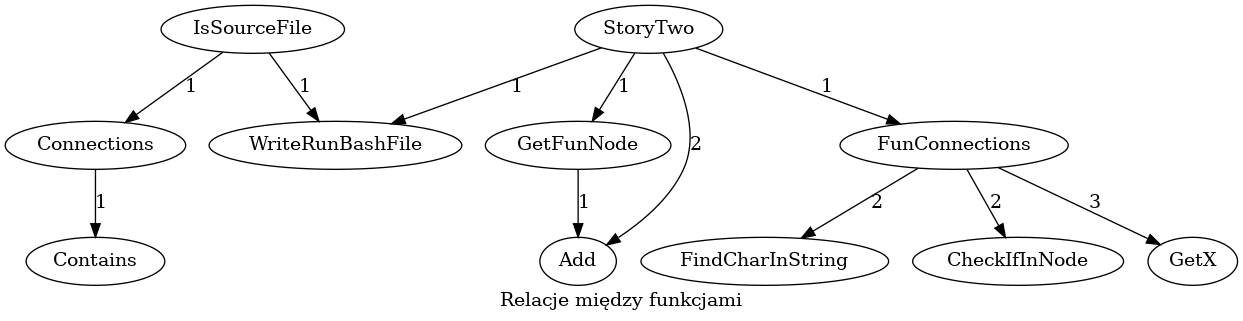 IsSourceFile
StoryTwo
1
1
1
1
2
1
Connections
WriteRunBashFile
GetFunNode
FunConnections
1
1
2
2
3
Contains
Add
FindCharInString
CheckIfInNode
GetX
Relacje między funkcjami